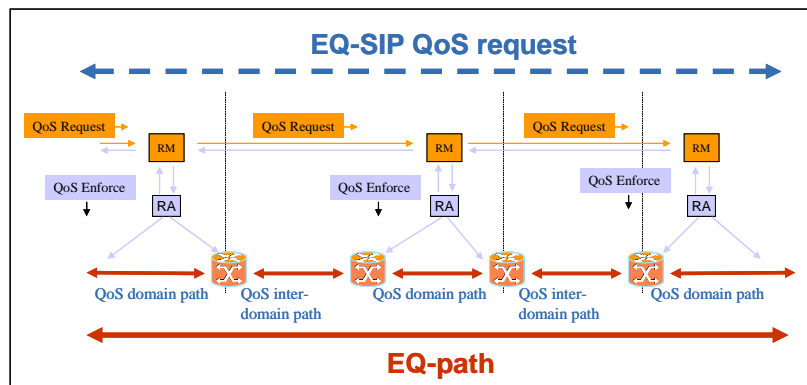 EQ-SIP QoS request
QoS Request
QoS Request
QoS Request
RM
RM
RM
QoS Enforce
QoS Enforce
QoS Enforce
RA
RA
RA
QoS domain path
QoS inter-
domain path
QoS domain path
QoS inter-
domain path
QoS domain path
EQ-path